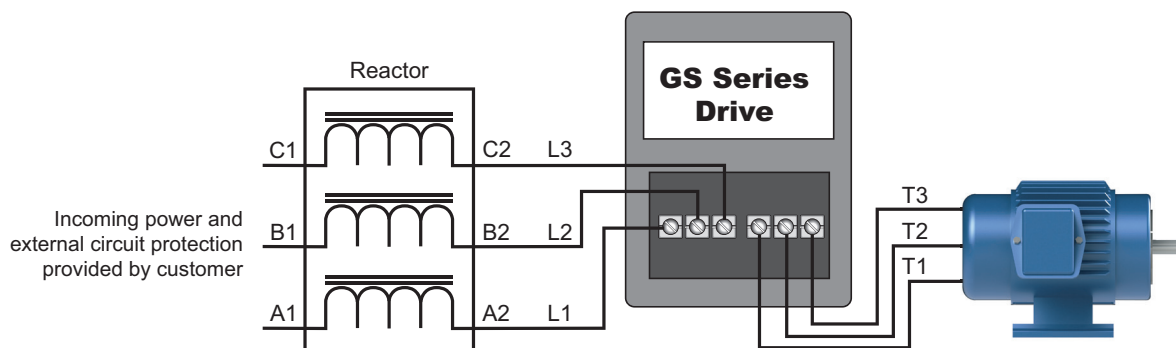 Reactor
GS Series
Drive
C1 C2 L3
Incoming power and
external circuit protection
provided by customer
B1 B2 L2
A1 A2 L1
T3
T2
T1